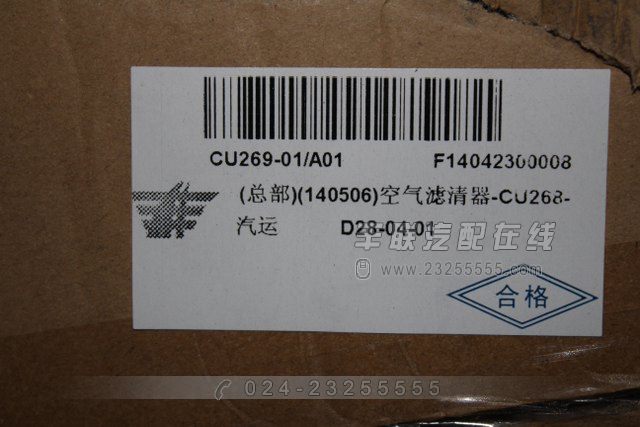 CU269-01/A01 F14042300008
(总部)(140506)空气滤清器-CU268-
汽运 D28-04-01
车联汽配在线
www.23255555.com
合格
024-23255555